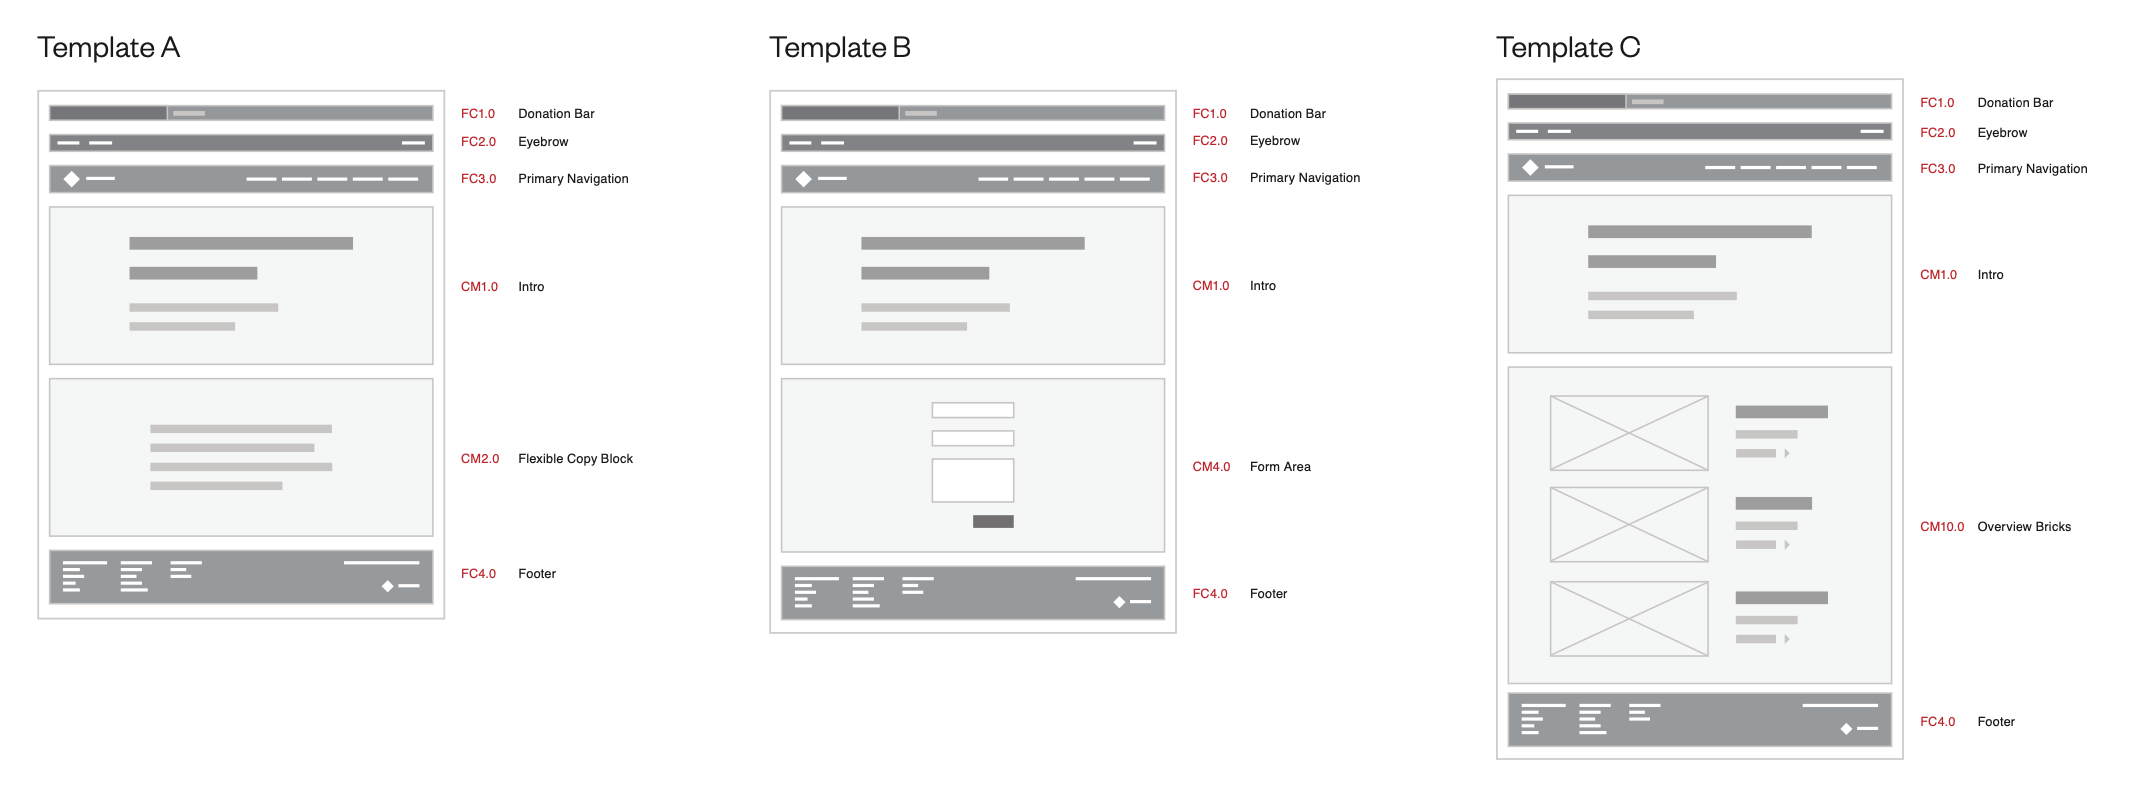 Template A
FC1.0 Donation Bar
FC2.0 Eyebrow
FC3.0 Primary Navigation
CM1.0 Intro
CM2.0 Flexible Copy Block
FC4.0 Footer
Template B
FC1.0 Donation Bar
FC2.0 Eyebrow
FC3.0 Primary Navigation
CM1.0 Intro
CM4.0 Form Area
FC4.0 Footer
Template C
FC1.0 Donation Bar
FC2.0 Eyebrow
FC3.0 Primary Navigation
CM1.0 Intro
CM10.0 Overview Bricks
FC4.0 Footer